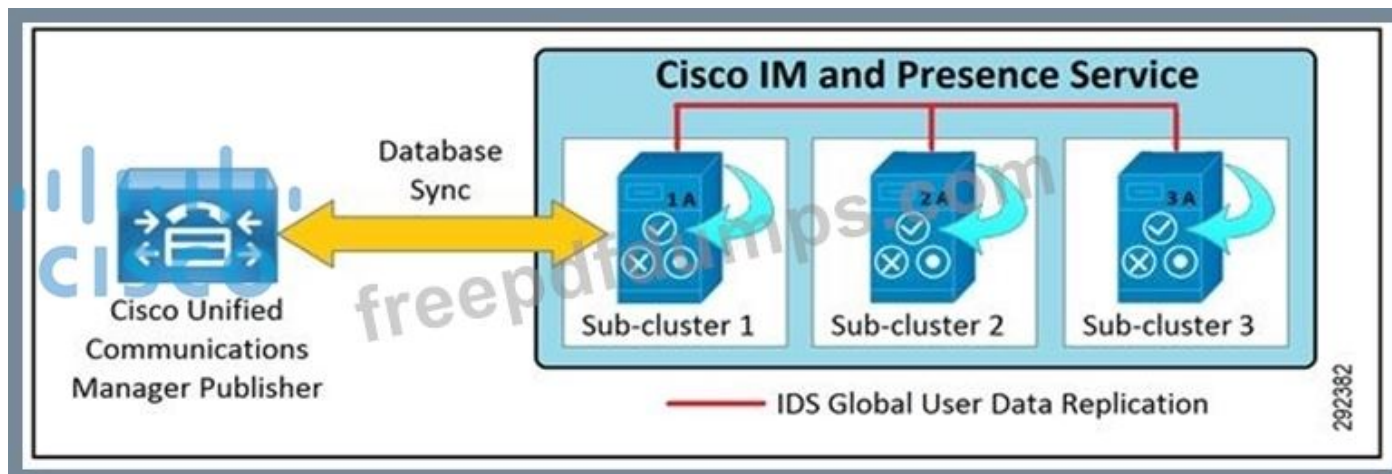 Cisco IM and Presence Service
Database
Sync
1 A
2 A
3 A
CISCO
Cisco Unified
Communications
Manager Publisher
Sub-cluster 1
Sub-cluster 2
Sub-cluster 3
IDS Global User Data Replication
292382
freepdfdumps.com